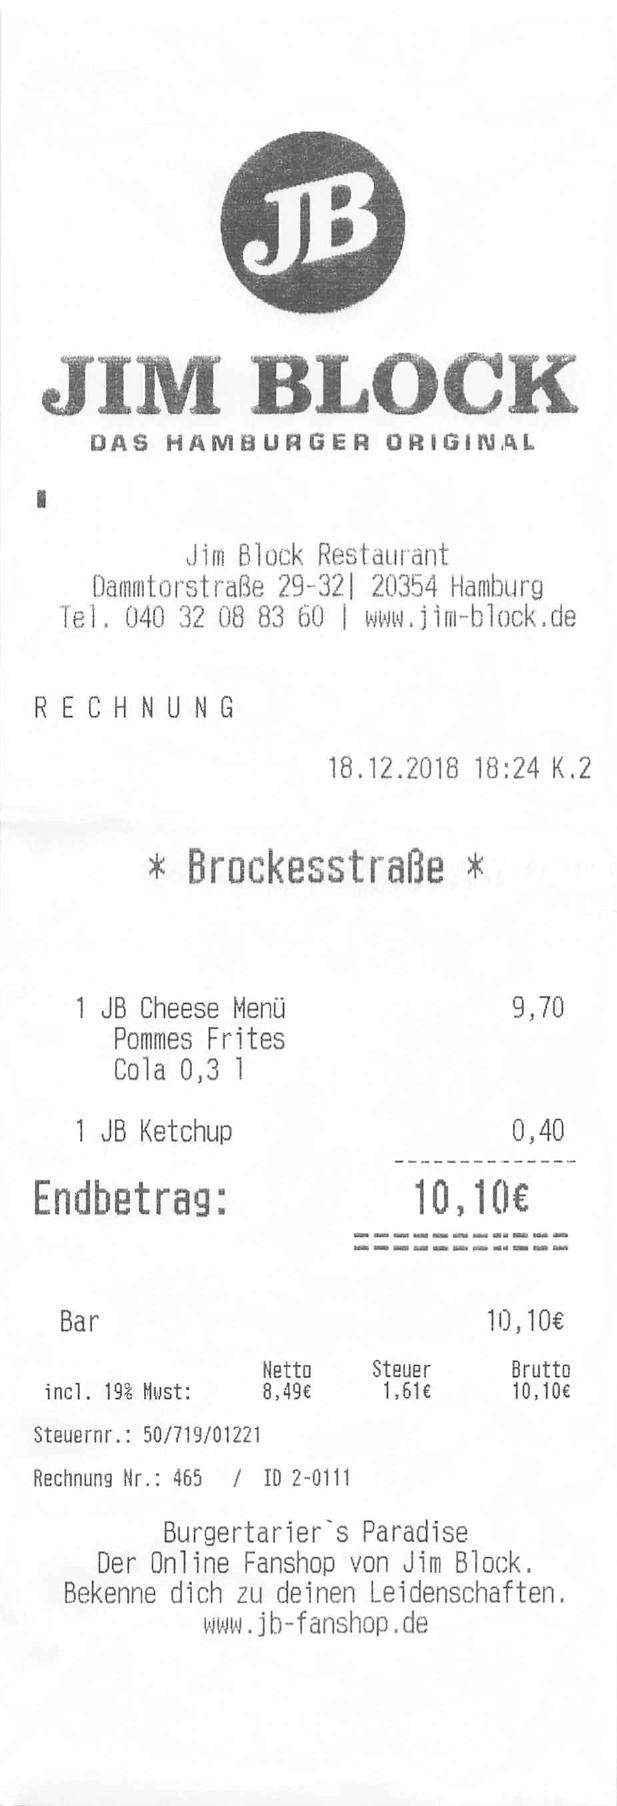 JB
JIM BLOCK
DAS HAMBURGER ORIGINAL
Jim Block Restaurant
Dammtorstraße 29-32| 20354 Hamburg
Tel. 040 32 08 83 60 | www.jim-block.de
R E C H N U N G
18.12.2018 18:24 K.2
* Brockesstraße *
1 JB Cheese Menü 9,70
Pommes Frites
Cola 0,3 l
1 JB Ketchup 0,40
--------------
Endbetrag: 10,10€
===========
Bar 10,10€
Netto Steuer Brutto
incl. 19% Mwst: 8,49€ 1,61€ 10,10€
Steuernr.: 50/719/01221
Rechnung Nr.: 465 / ID 2-0111
Burgertarier`s Paradise
Der Online Fanshop von Jim Block.
Bekenne dich zu deinen Leidenschaften.
www.jb-fanshop.de